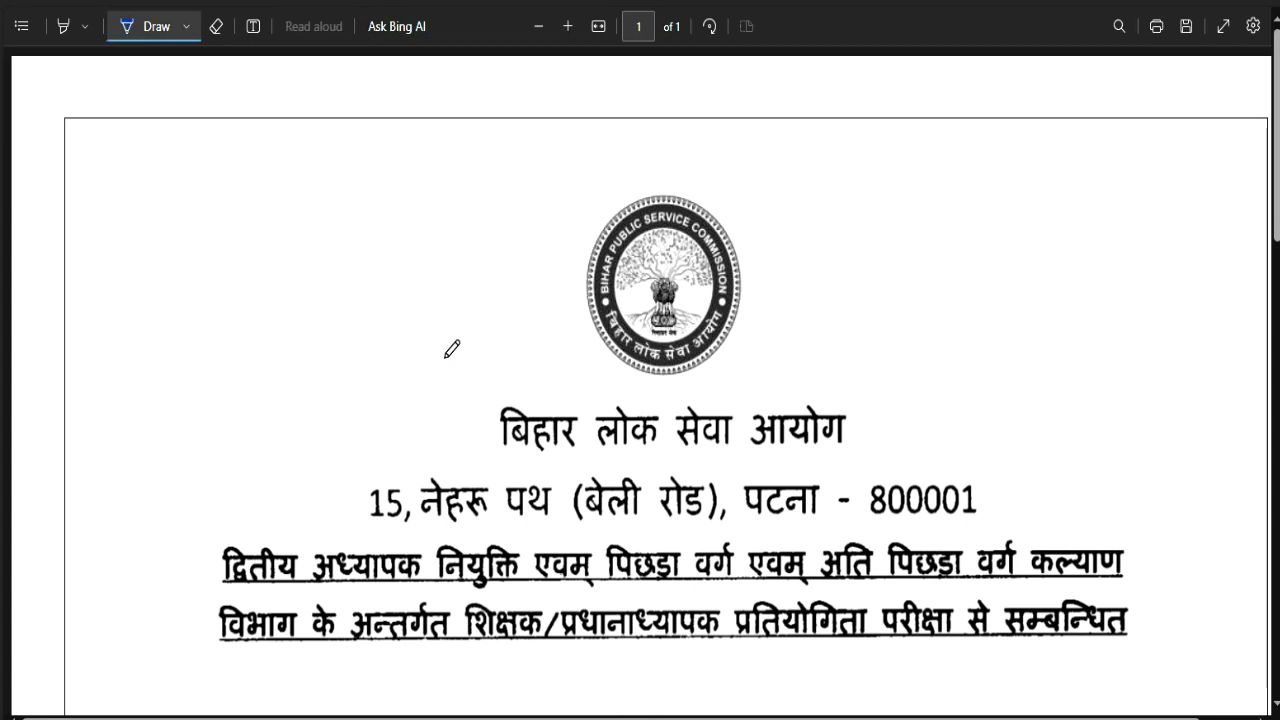 Draw
Read aloud
Ask Bing AI
1
of 1
BIHAR PUBLIC SERVICE COMMISSION
बिहार लोक सेवा आयोग
बिहार लोक सेवा आयोग
15, नेहरू पथ (बेली रोड), पटना - 800001
द्वितीय अध्यापक नियुक्ति एवम् पिछड़ा वर्ग एवम् अति पिछड़ा वर्ग कल्याण
विभाग के अन्तर्गत शिक्षक/प्रधानाध्यापक प्रतियोगिता परीक्षा से सम्बन्धित